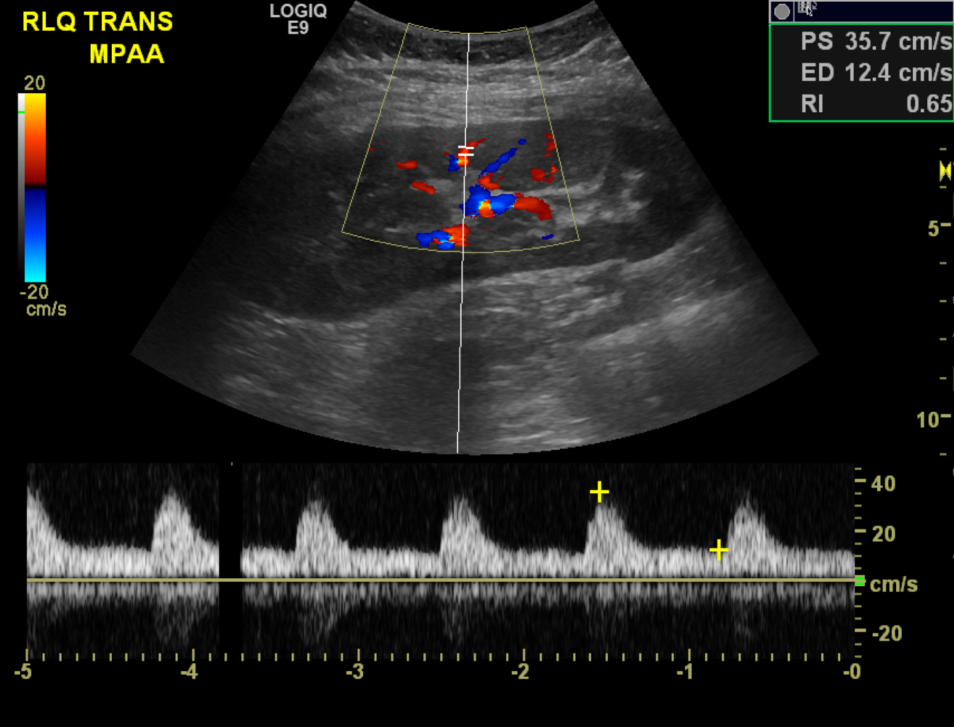 RLQ TRANS
MPAA
LOGIQ
E9
PS 35.7 cm/s
ED 12.4 cm/s
RI 0.65
20
-20
cm/s
5
10
40
20
cm/s
-20
-5 -4 -3 -2 -1 -0